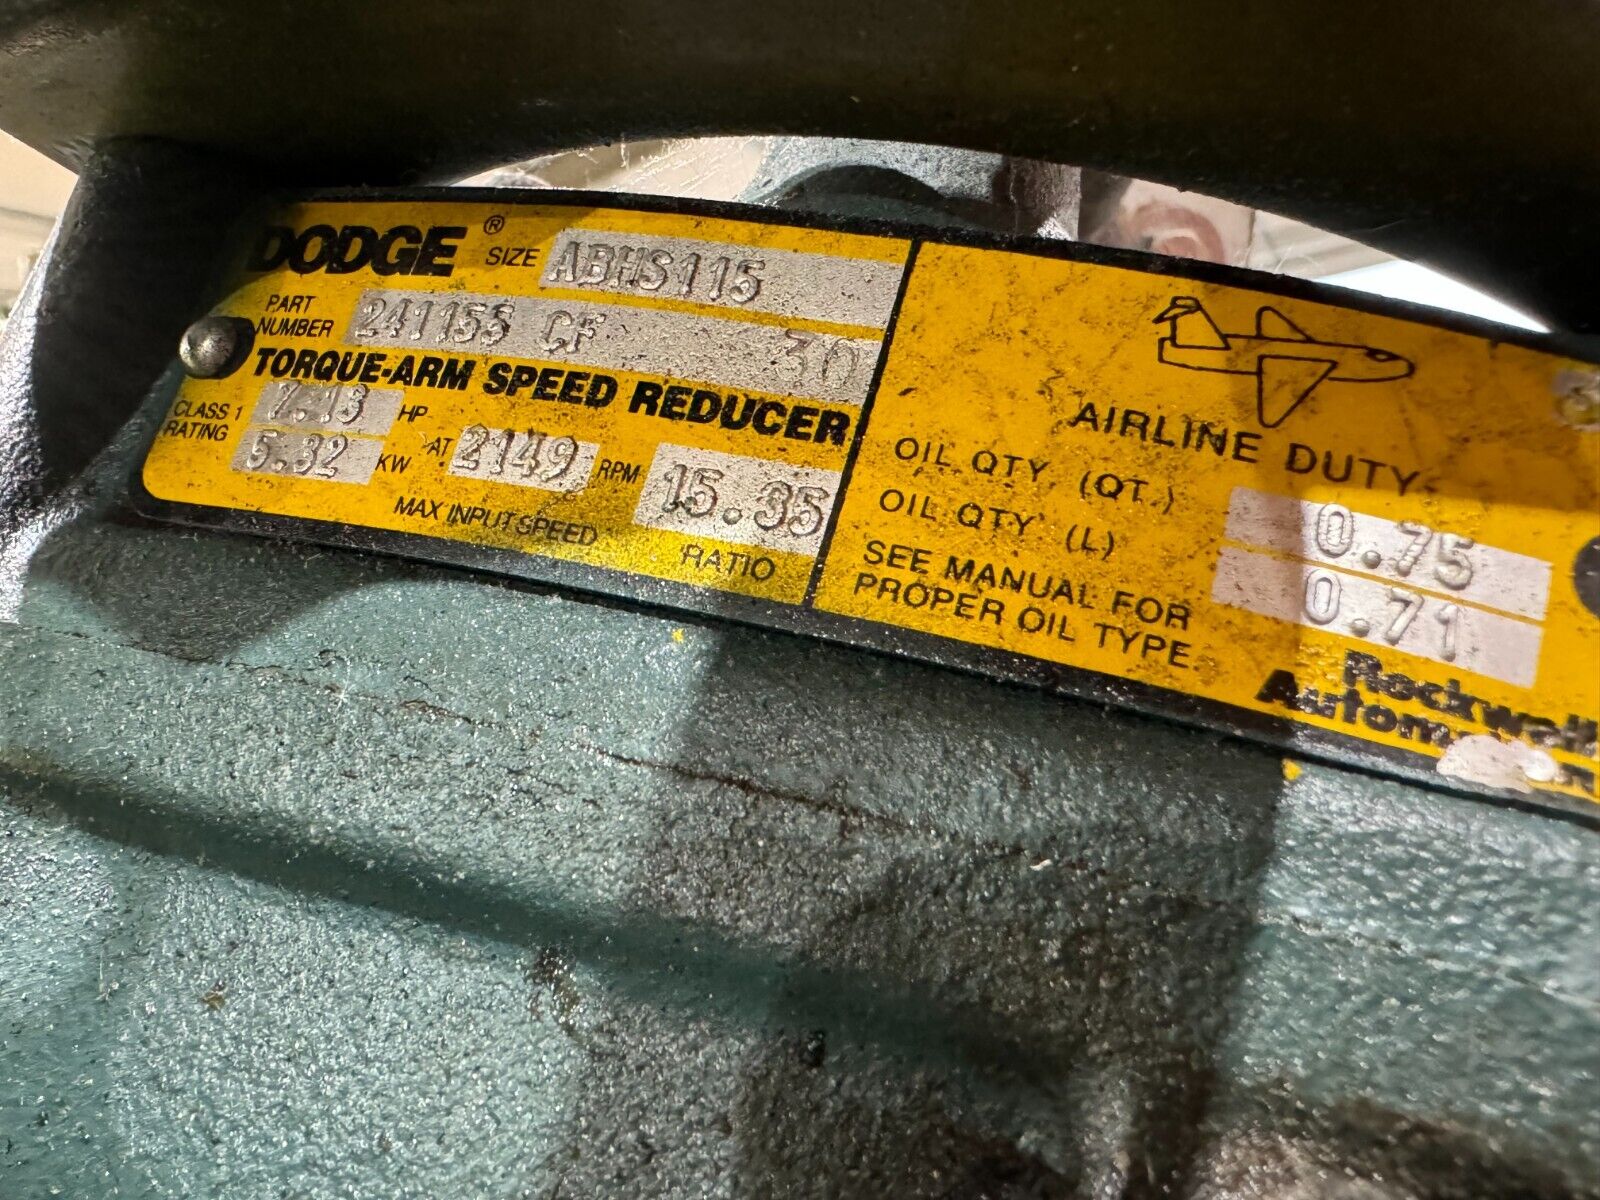 DODGE ® SIZE ABHS115
PART NUMBER 241155 CF 30
TORQUE-ARM SPEED REDUCER
CLASS 1 RATING 7.13 HP
5.32 KW AT 2149 RPM 15.35
MAX INPUT SPEED RATIO
AIRLINE DUTY
OIL QTY. (QT.) 0.75
OIL QTY. (L) 0.71
SEE MANUAL FOR
PROPER OIL TYPE.
Rockwell
Automation